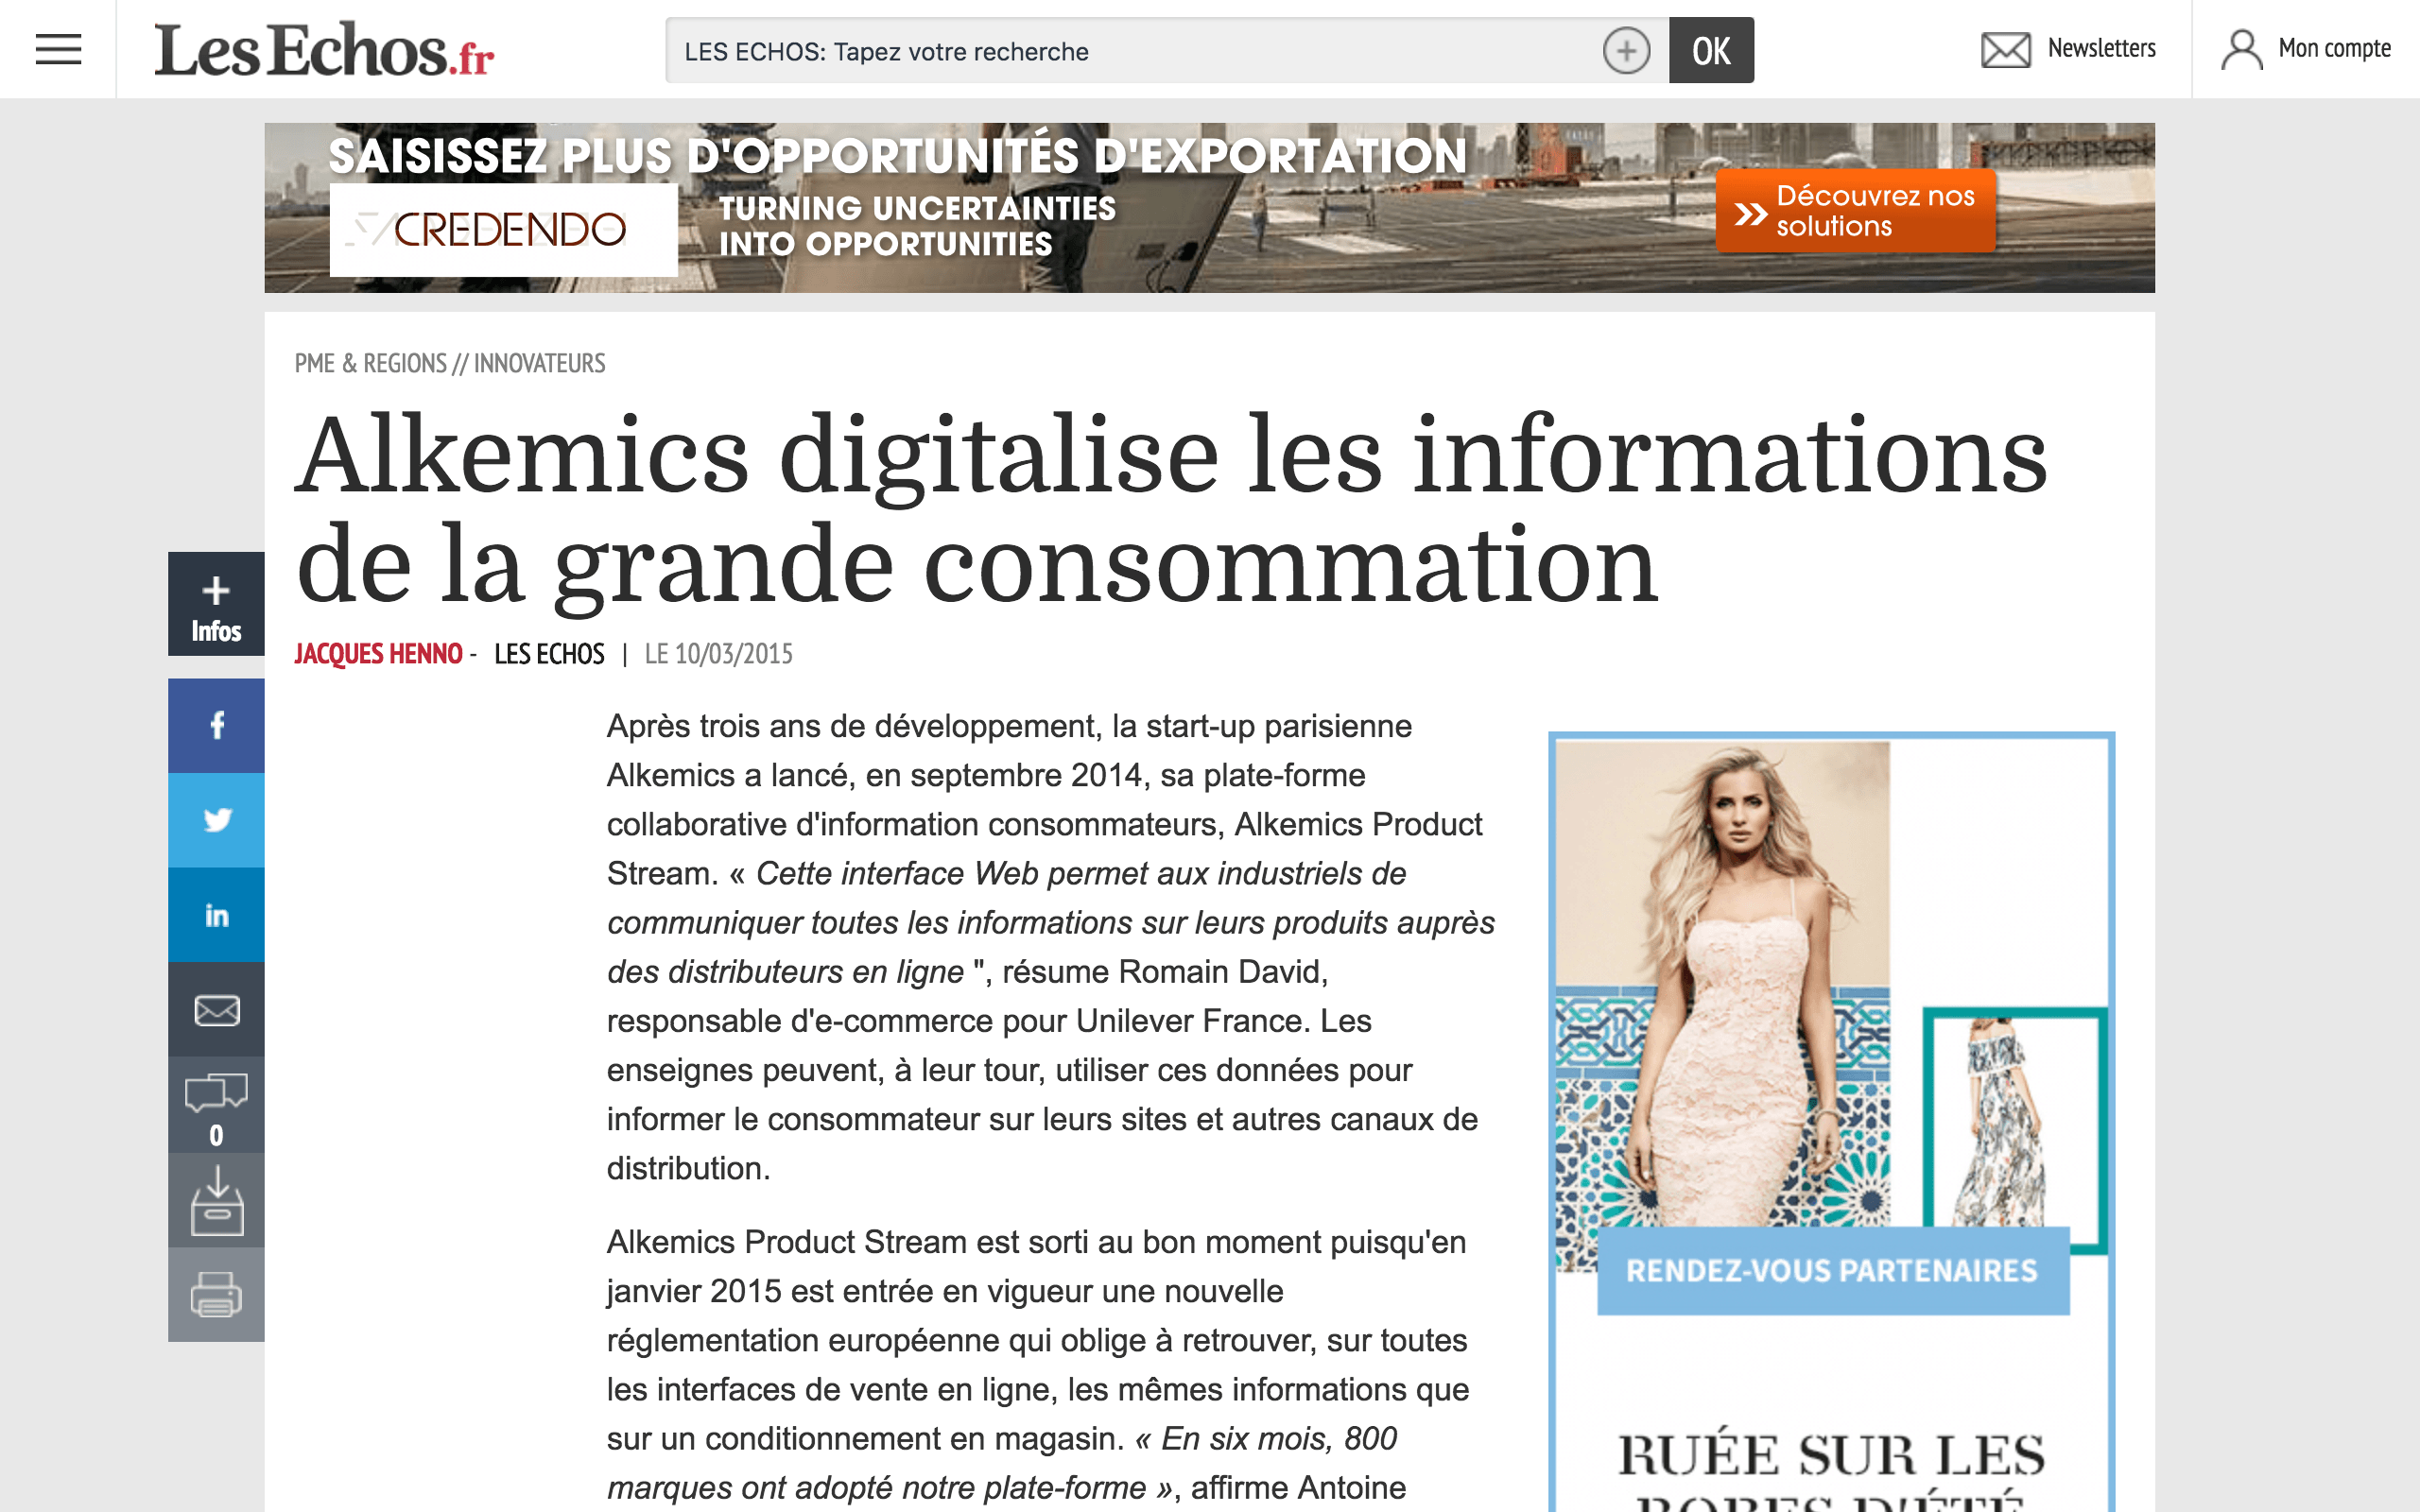 LesEchos.fr
LES ECHOS: Tapez votre recherche
OK
Newsletters
Mon compte
SAISISSEZ PLUS D'OPPORTUNITÉS D'EXPORTATION
CREDENDO
TURNING UNCERTAINTIES
INTO OPPORTUNITIES
Découvrez nos
solutions
PME & REGIONS // INNOVATEURS
Alkemics digitalise les informations
de la grande consommation
JACQUES HENNO - LES ECHOS | LE 10/03/2015
Infos
0
Après trois ans de développement, la start-up parisienne
Alkemics a lancé, en septembre 2014, sa plate-forme
collaborative d'information consommateurs, Alkemics Product
Stream. « Cette interface Web permet aux industriels de
communiquer toutes les informations sur leurs produits auprès
des distributeurs en ligne ", résume Romain David,
responsable d'e-commerce pour Unilever France. Les
enseignes peuvent, à leur tour, utiliser ces données pour
informer le consommateur sur leurs sites et autres canaux de
distribution.
Alkemics Product Stream est sorti au bon moment puisqu'en
janvier 2015 est entrée en vigueur une nouvelle
réglementation européenne qui oblige à retrouver, sur toutes
les interfaces de vente en ligne, les mêmes informations que
sur un conditionnement en magasin. « En six mois, 800
marques ont adopté notre plate-forme », affirme Antoine
RENDEZ-VOUS PARTENAIRES
RUÉE SUR LES
ROBES D'ÉTÉ